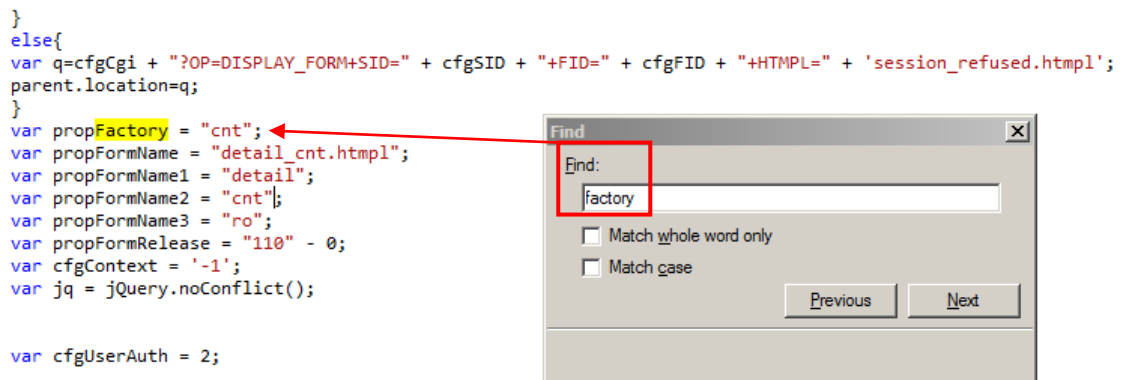 }
else{
var q=cfgCgi + "?OP=DISPLAY_FORM+SID=" + cfgSID + "+FID=" + cfgFID + "+HTMPL=" + 'session_refused.htmpl';
parent.location=q;
}
var propFactory = "cnt";
var propFormName = "detail_cnt.htmpl";
var propFormName1 = "detail";
var propFormName2 = "cnt";
var propFormName3 = "ro";
var propFormRelease = "110" - 0;
var cfgContext = '-1';
var jq = jQuery.noConflict();
var cfgUserAuth = 2;
Find
Find:
factory
Match whole word only
Match case
Previous Next